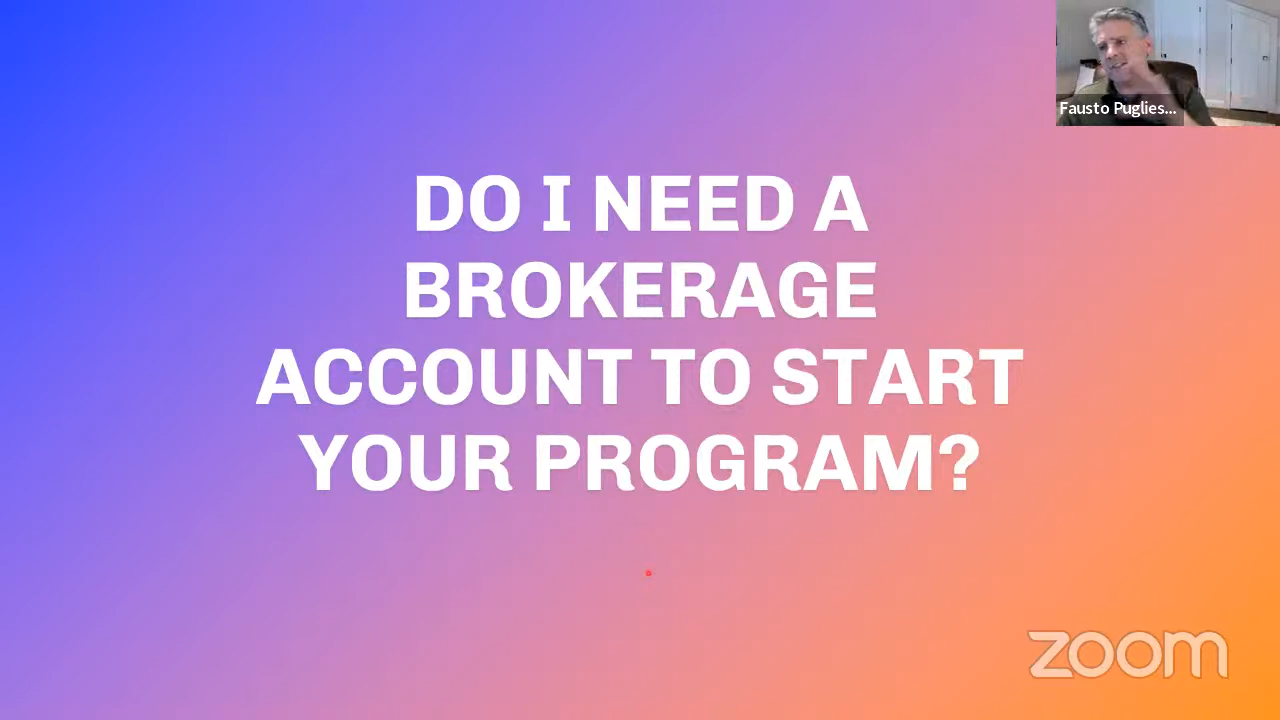 Fausto Puglies...
DO I NEED A
BROKERAGE
ACCOUNT TO START
YOUR PROGRAM?
zoom